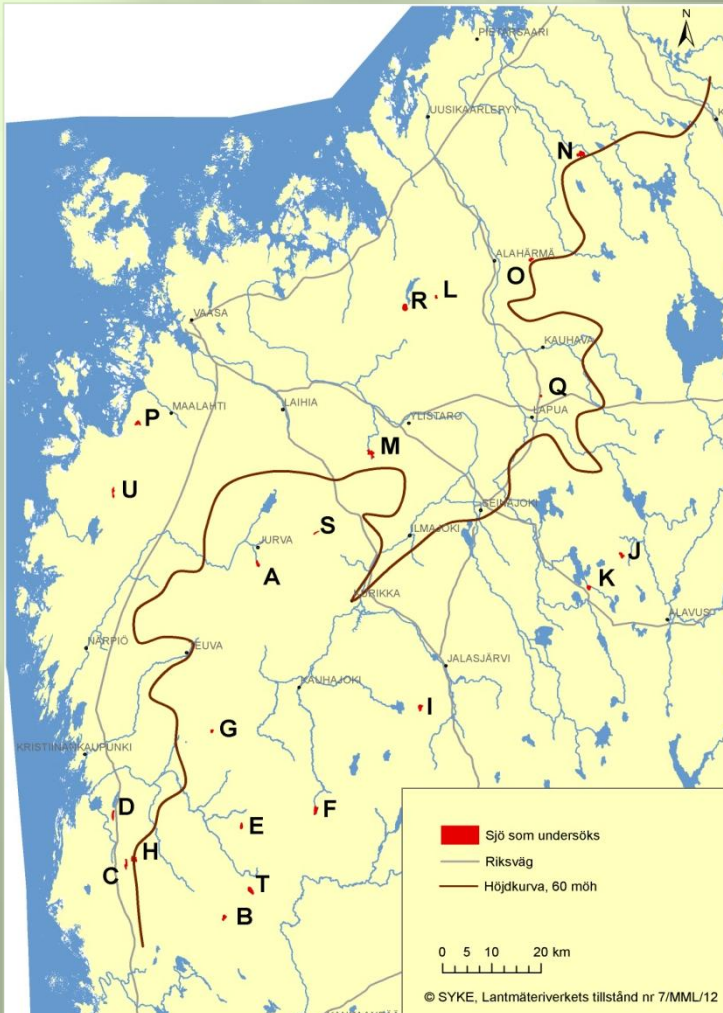 N
PIETARSAARI
UUSIKAARLEPYY
K
N
ALAHÄRMÄ
O
R
L
VAASA
KAUHAVA
Q
MAALAHTI
LAIHIA
YLISTARO
LAPUA
P
M
U
SEINÄJOKI
S
ILMAJOKI
JURVA
A
J
K
KURIKKA
ALAVUS
NÄRPIÖ
TEUVA
JALASJÄRVI
KAUHAJOKI
I
G
KRISTIINANKAUPUNKI
D
F
E
H
C
T
B
Sjö som undersöks
Riksväg
Höjdkurva, 60 möh
0 5 10 20 km
© SYKE, Lantmäteriverkets tillstånd nr 7/MML/12